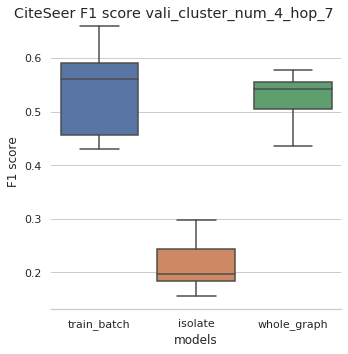 CiteSeer F1 score vali_cluster_num_4_hop_7
0.6
0.5
0.4
0.3
0.2
F1 score
train_batch isolate whole_graph
models